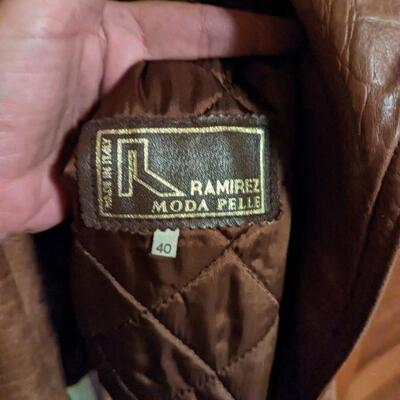 MADE IN ITALY
R
RAMIREZ
MODA PELLE
40